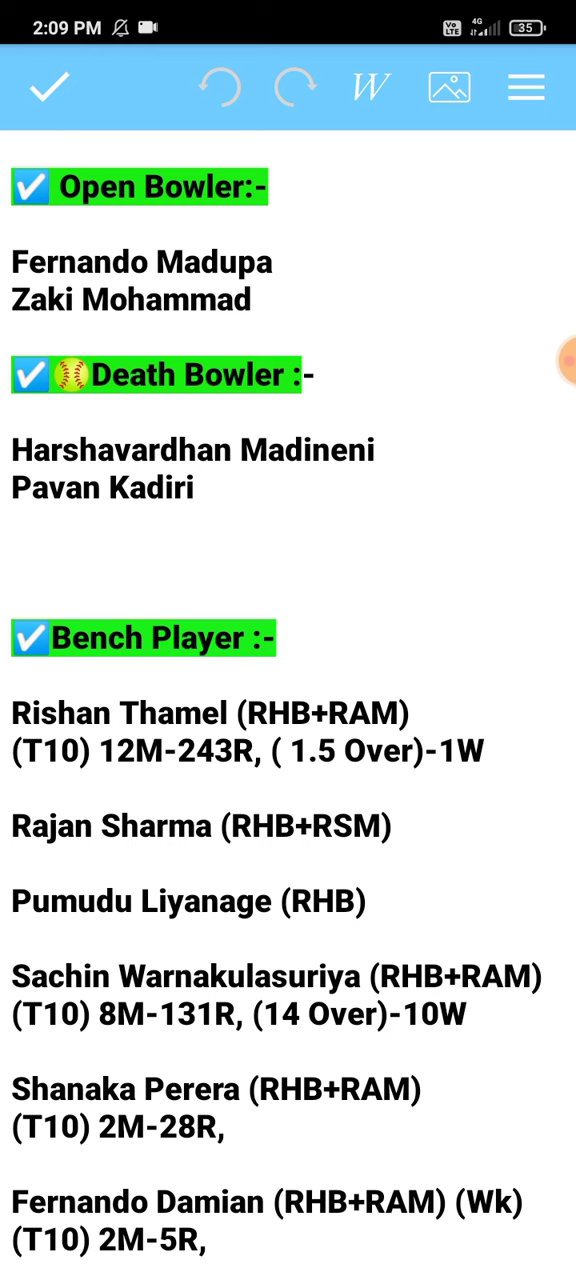 2:09 PM
Vo LTE 4G 35
W
✅ Open Bowler:-
Fernando Madupa
Zaki Mohammad
✅⚾Death Bowler :-
Harshavardhan Madineni
Pavan Kadiri
✅Bench Player :-
Rishan Thamel (RHB+RAM)
(T10) 12M-243R, ( 1.5 Over)-1W
Rajan Sharma (RHB+RSM)
Pumudu Liyanage (RHB)
Sachin Warnakulasuriya (RHB+RAM)
(T10) 8M-131R, (14 Over)-10W
Shanaka Perera (RHB+RAM)
(T10) 2M-28R,
Fernando Damian (RHB+RAM) (Wk)
(T10) 2M-5R,